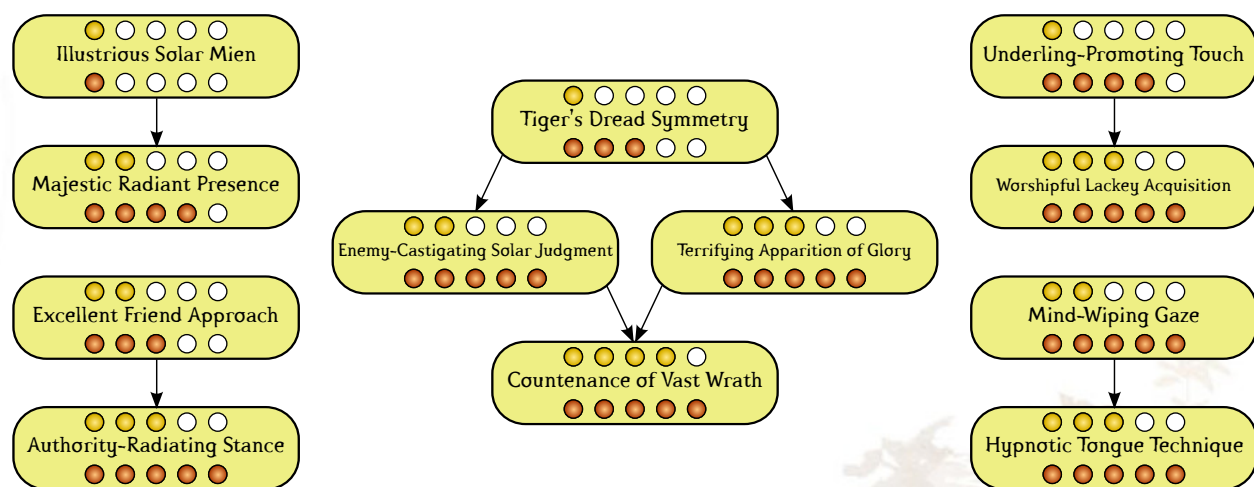 Illustrious Solar Mien
Majestic Radiant Presence
Excellent Friend Approach
Authority-Radiating Stance
Tiger's Dread Symmetry
Enemy-Castigating Solar Judgment
Terrifying Apparition of Glory
Countenance of Vast Wrath
Underling-Promoting Touch
Worshipful Lackey Acquisition
Mind-Wiping Gaze
Hypnotic Tongue Technique